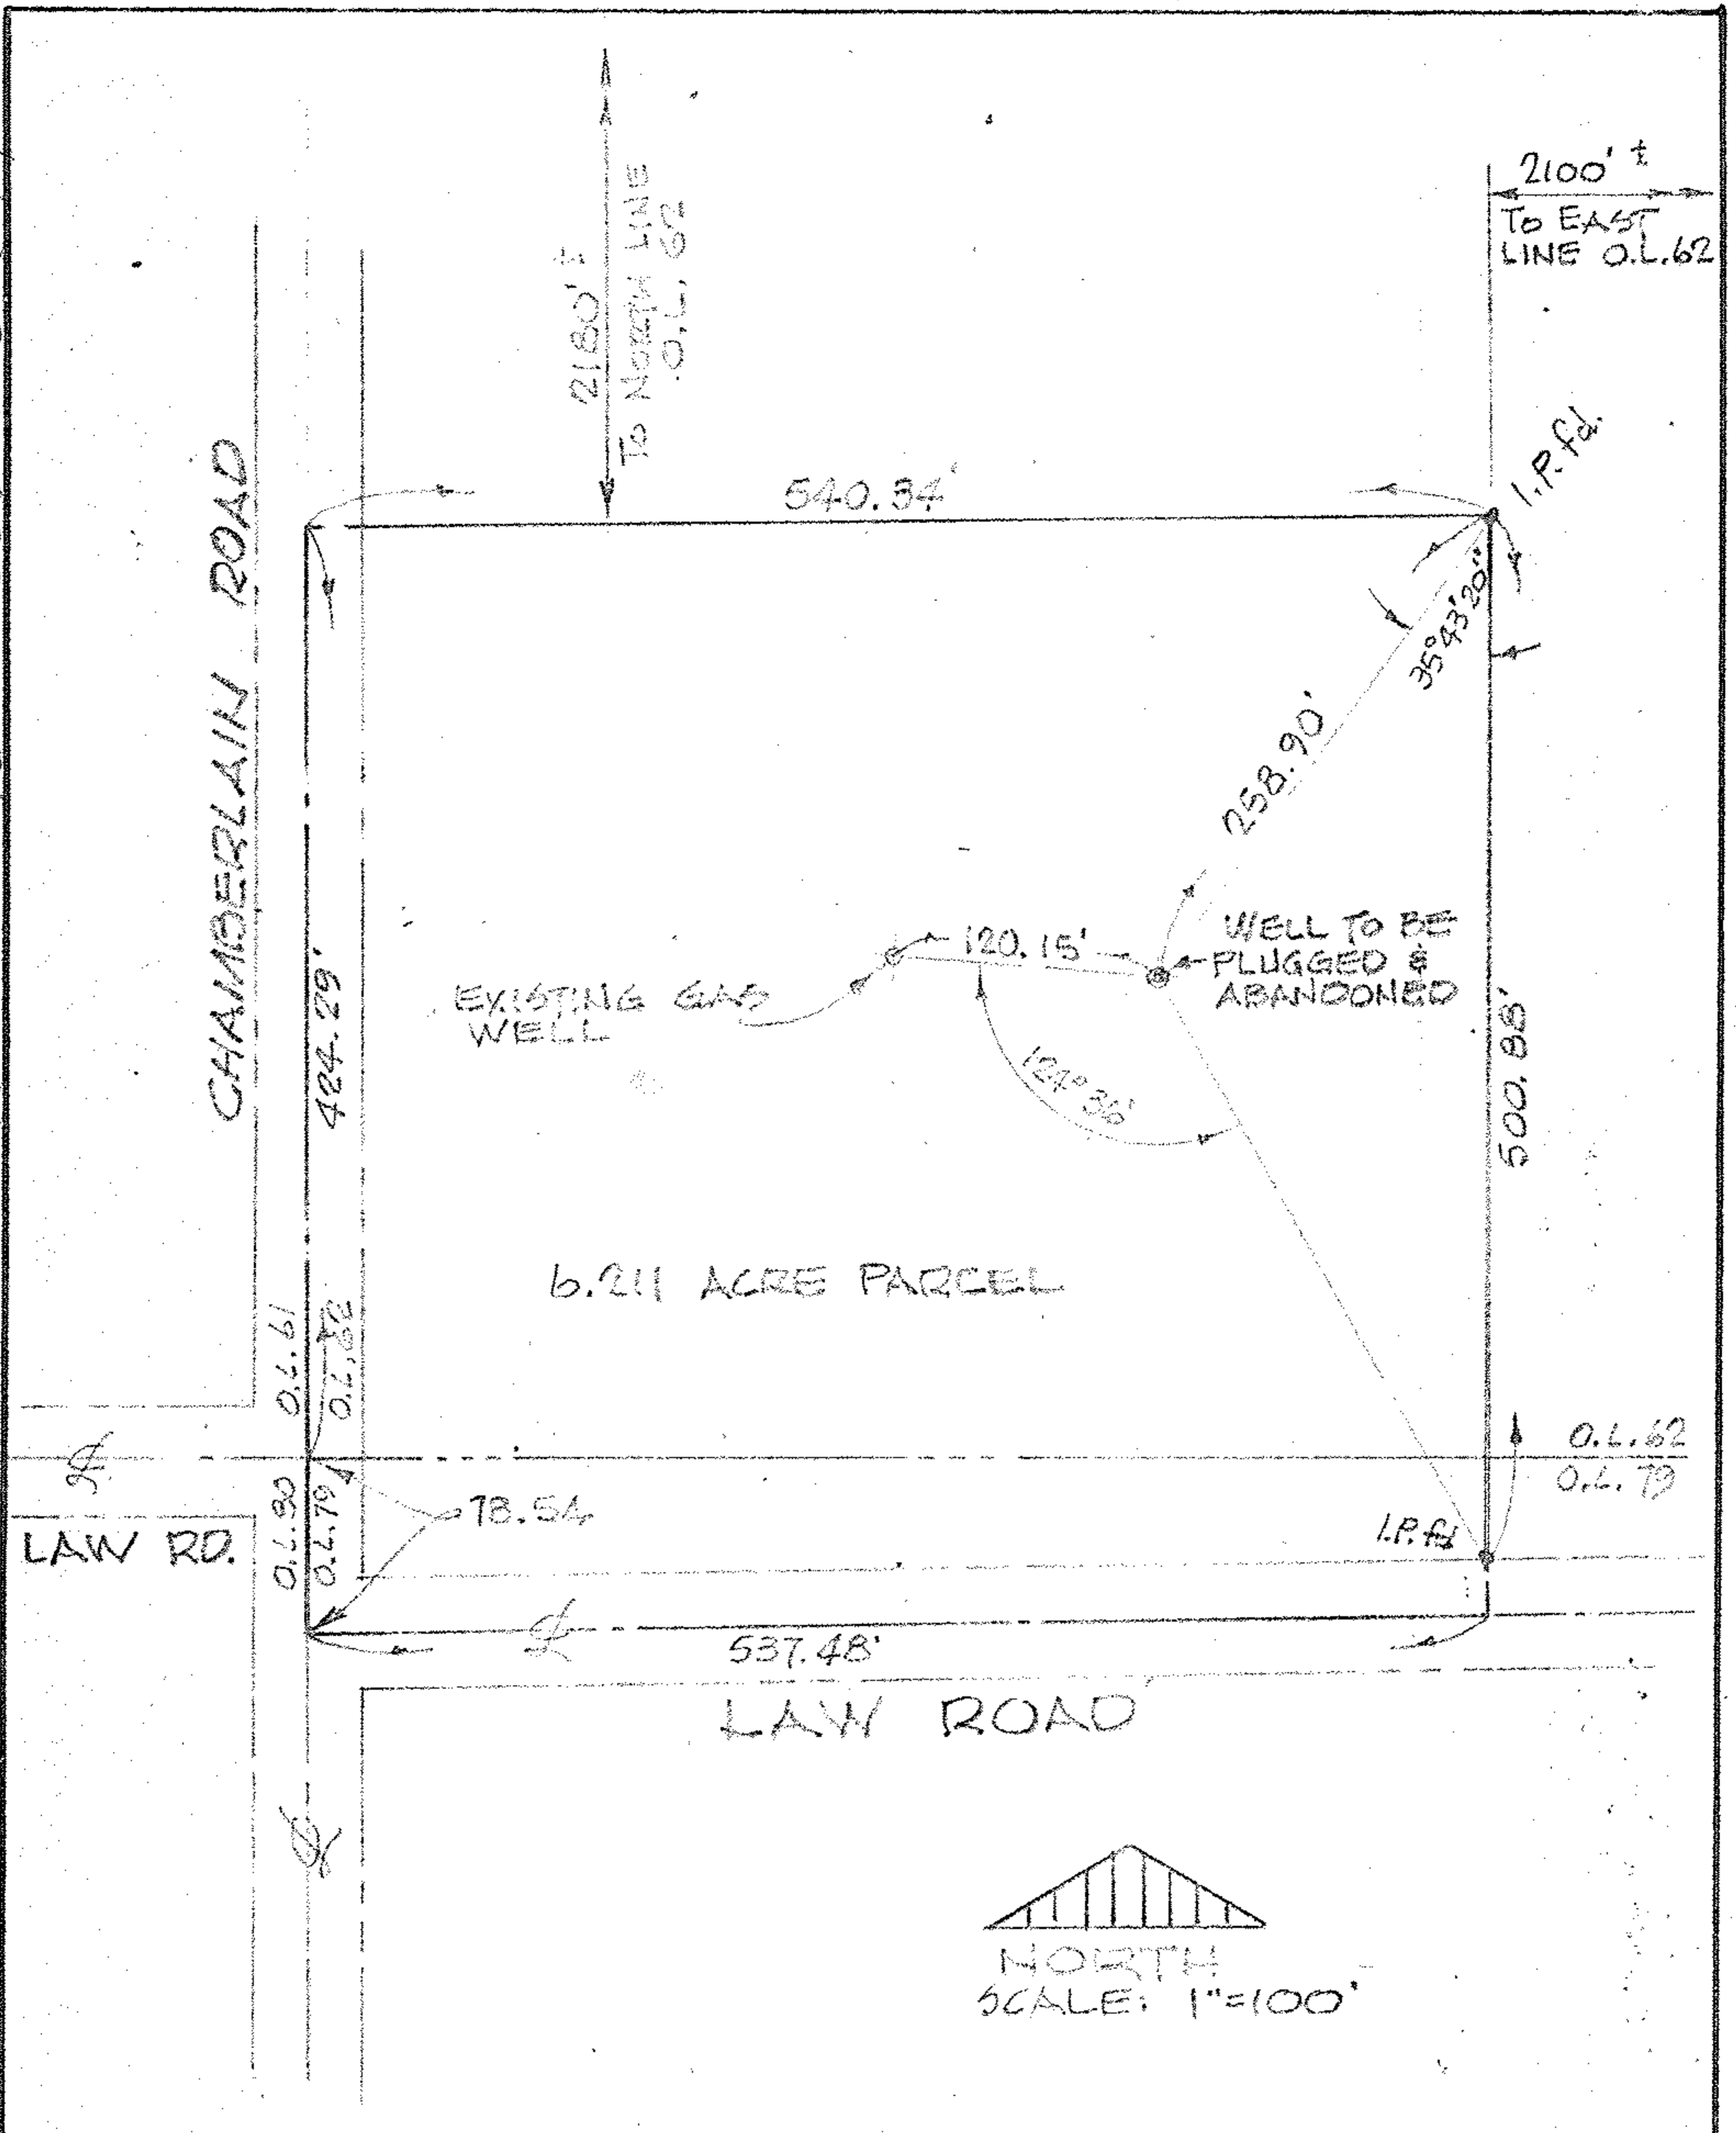 2100' ±
To EAST
LINE O.L.62
2180' ±
To NORTH LINE
O.L. 62
I.P. fd.
540.34'
35°43'20"
CHAMBERLAIN ROAD
258.90'
424.29'
120.15'
WELL TO BE
PLUGGED &
ABANDONED
EXISTING GAS
WELL
124° 36'
500.88'
6.211 ACRE PARCEL
O.L. 61
O.L. 62
O.L. 62
O.L. 79
℄
O.L. 80
O.L. 79
78.54
I.P. fd
LAW RD.
℄
537.48'
LAW ROAD
℄
NORTH
SCALE: 1"=100'